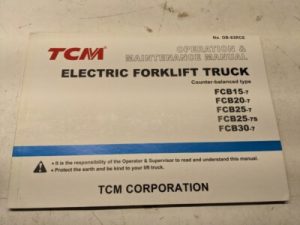 No. OB-538CE
TCM
OPERATION &
MAINTENANCE MANUAL
ELECTRIC FORKLIFT TRUCK
Counter-balanced type
FCB15-7
FCB20-7
FCB25-7
FCB25-7S
FCB30-7
• It is the responsibility of the Operator & Supervisor to read and understand this manual.
• Protect the earth and be kind to your lift truck.
TCM CORPORATION